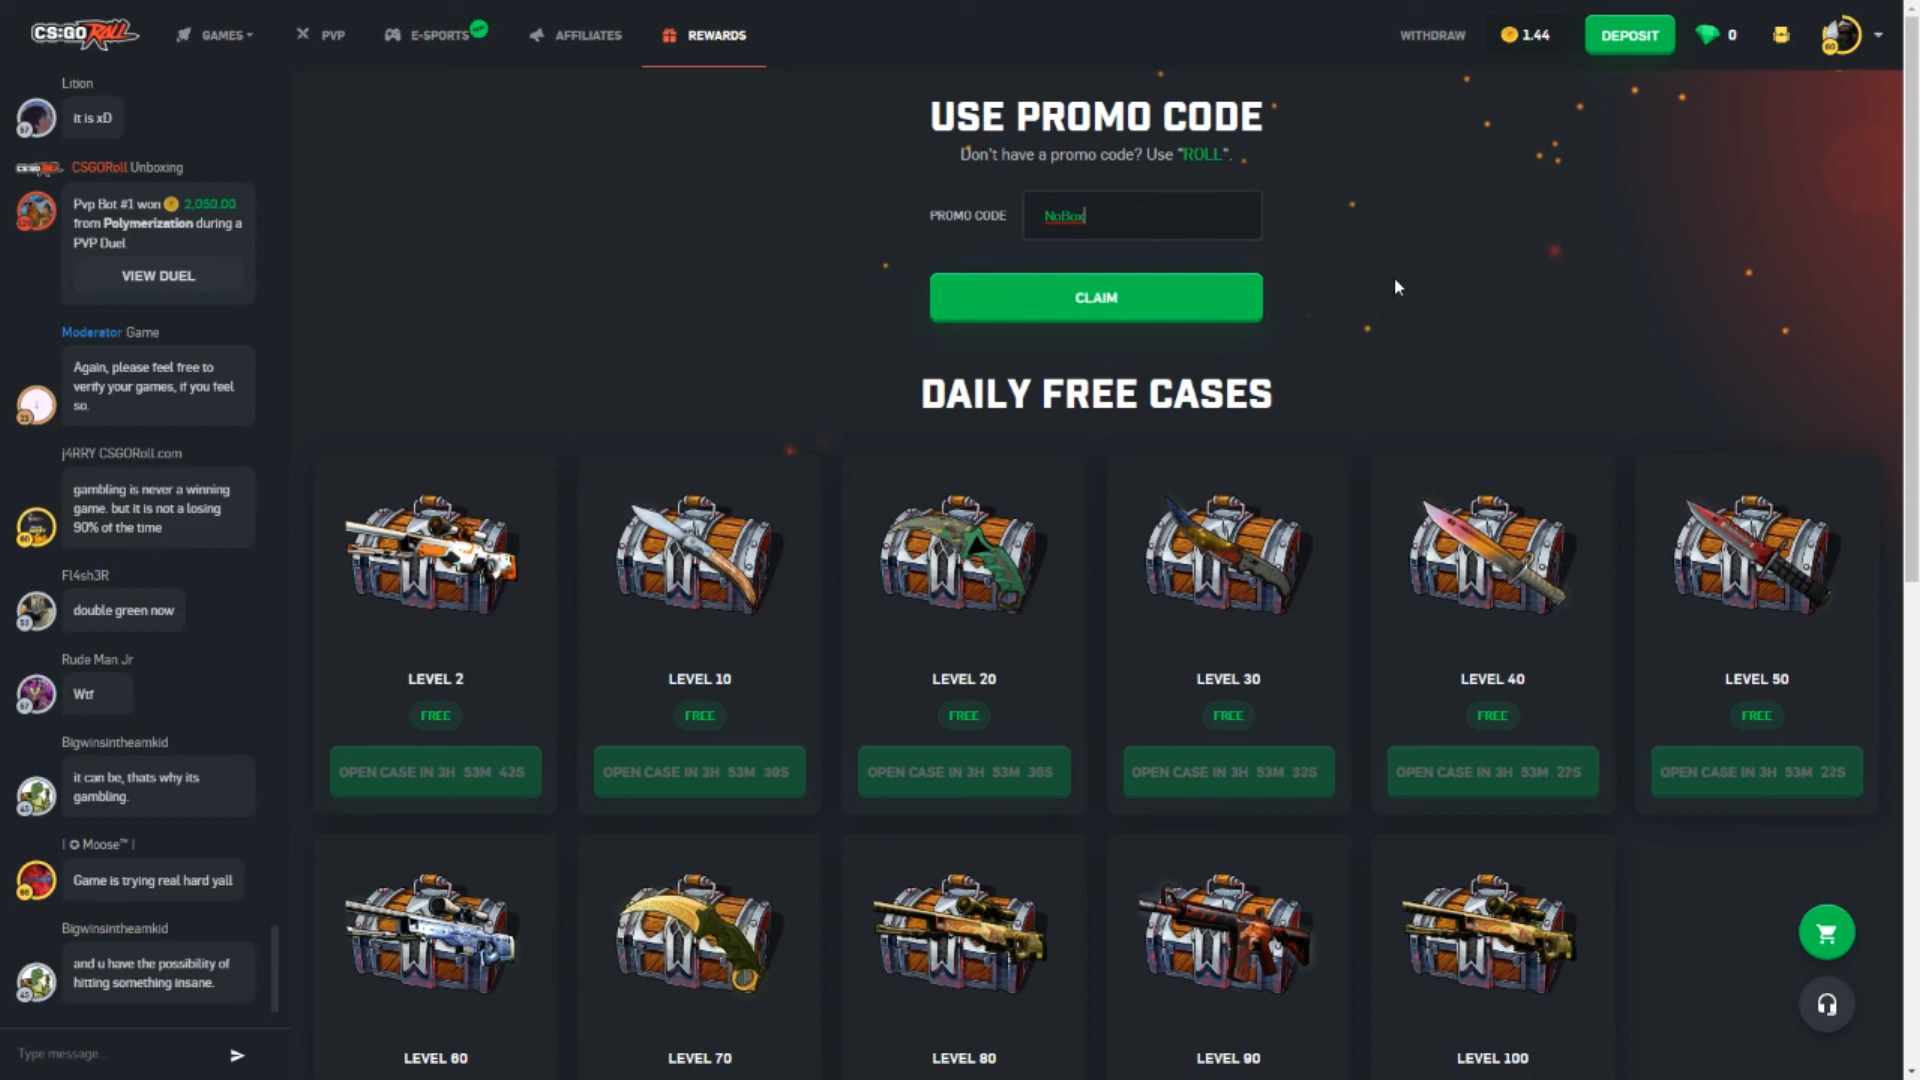 CS:GO ROLL
GAMES
PVP
E-SPORTS
AFFILIATES
REWARDS
WITHDRAW
1.44
DEPOSIT
0
60
Lition
it is xD
57
CSGORoll Unboxing
Pvp Bot #1 won 2,050.00
from Polymerization during a
PVP Duel
VIEW DUEL
Moderator Game
Again, please feel free to
verify your games, if you feel
so.
23
j4RRY CSGORoll.com
gambling is never a winning
game. but it is not a losing
90% of the time
60
Fl4sh3R
double green now
53
Rude Man Jr
Wtf
57
Bigwinsintheamkid
it can be, thats why its
gambling.
45
| ✪ Moose™ |
Game is trying real hard yall
66
Bigwinsintheamkid
and u have the possibility of
hitting something insane.
45
Type message...
USE PROMO CODE
Don't have a promo code? Use "ROLL".
PROMO CODE
NoBox
CLAIM
DAILY FREE CASES
LEVEL 2
FREE
OPEN CASE IN 3H 53M 42S
LEVEL 10
FREE
OPEN CASE IN 3H 53M 38S
LEVEL 20
FREE
OPEN CASE IN 3H 53M 36S
LEVEL 30
FREE
OPEN CASE IN 3H 53M 32S
LEVEL 40
FREE
OPEN CASE IN 3H 53M 27S
LEVEL 50
FREE
OPEN CASE IN 3H 53M 22S
LEVEL 60
LEVEL 70
LEVEL 80
LEVEL 90
LEVEL 100